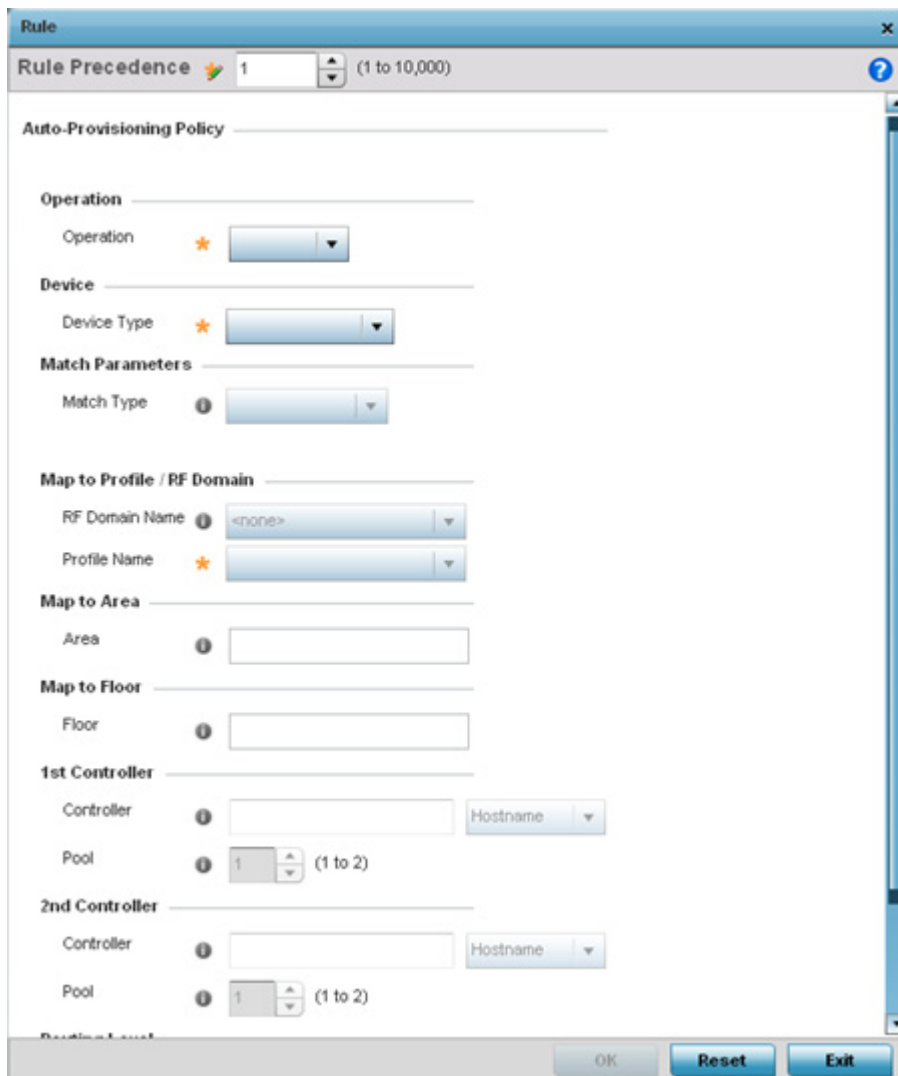 Rule
Rule Precedence 1 (1 to 10,000)
Auto-Provisioning Policy
Operation
Operation
Device
Device Type
Match Parameters
Match Type
Map to Profile / RF Domain
RF Domain Name <none>
Profile Name
Map to Area
Area
Map to Floor
Floor
1st Controller
Controller Hostname
Pool 1 (1 to 2)
2nd Controller
Controller Hostname
Pool 1 (1 to 2)
Routing Level
OK Reset Exit